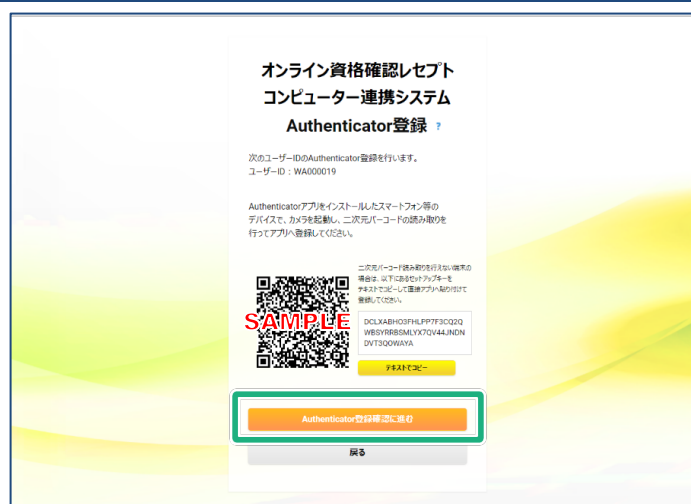 オンライン資格確認レセプト
コンピューター連携システム
Authenticator登録 ?
次のユーザーIDのAuthenticator登録を行います。
ユーザーID：WA000019
Authenticatorアプリをインストールしたスマートフォン等の
デバイスで、カメラを起動し、二次元バーコードの読み取りを
行ってアプリへ登録してください。
二次元バーコード読み取りを行えない端末の
場合は、以下にあるセットアップキーを
テキストでコピーして直接アプリへ貼り付けて
登録してください。
SAMPLE
DCLXABHO3FHLPP7F3CQ2Q
WBSYRRBSMLYX7QV44JNDN
DVT3QOWAYA
テキストでコピー
Authenticator登録確認に進む
戻る